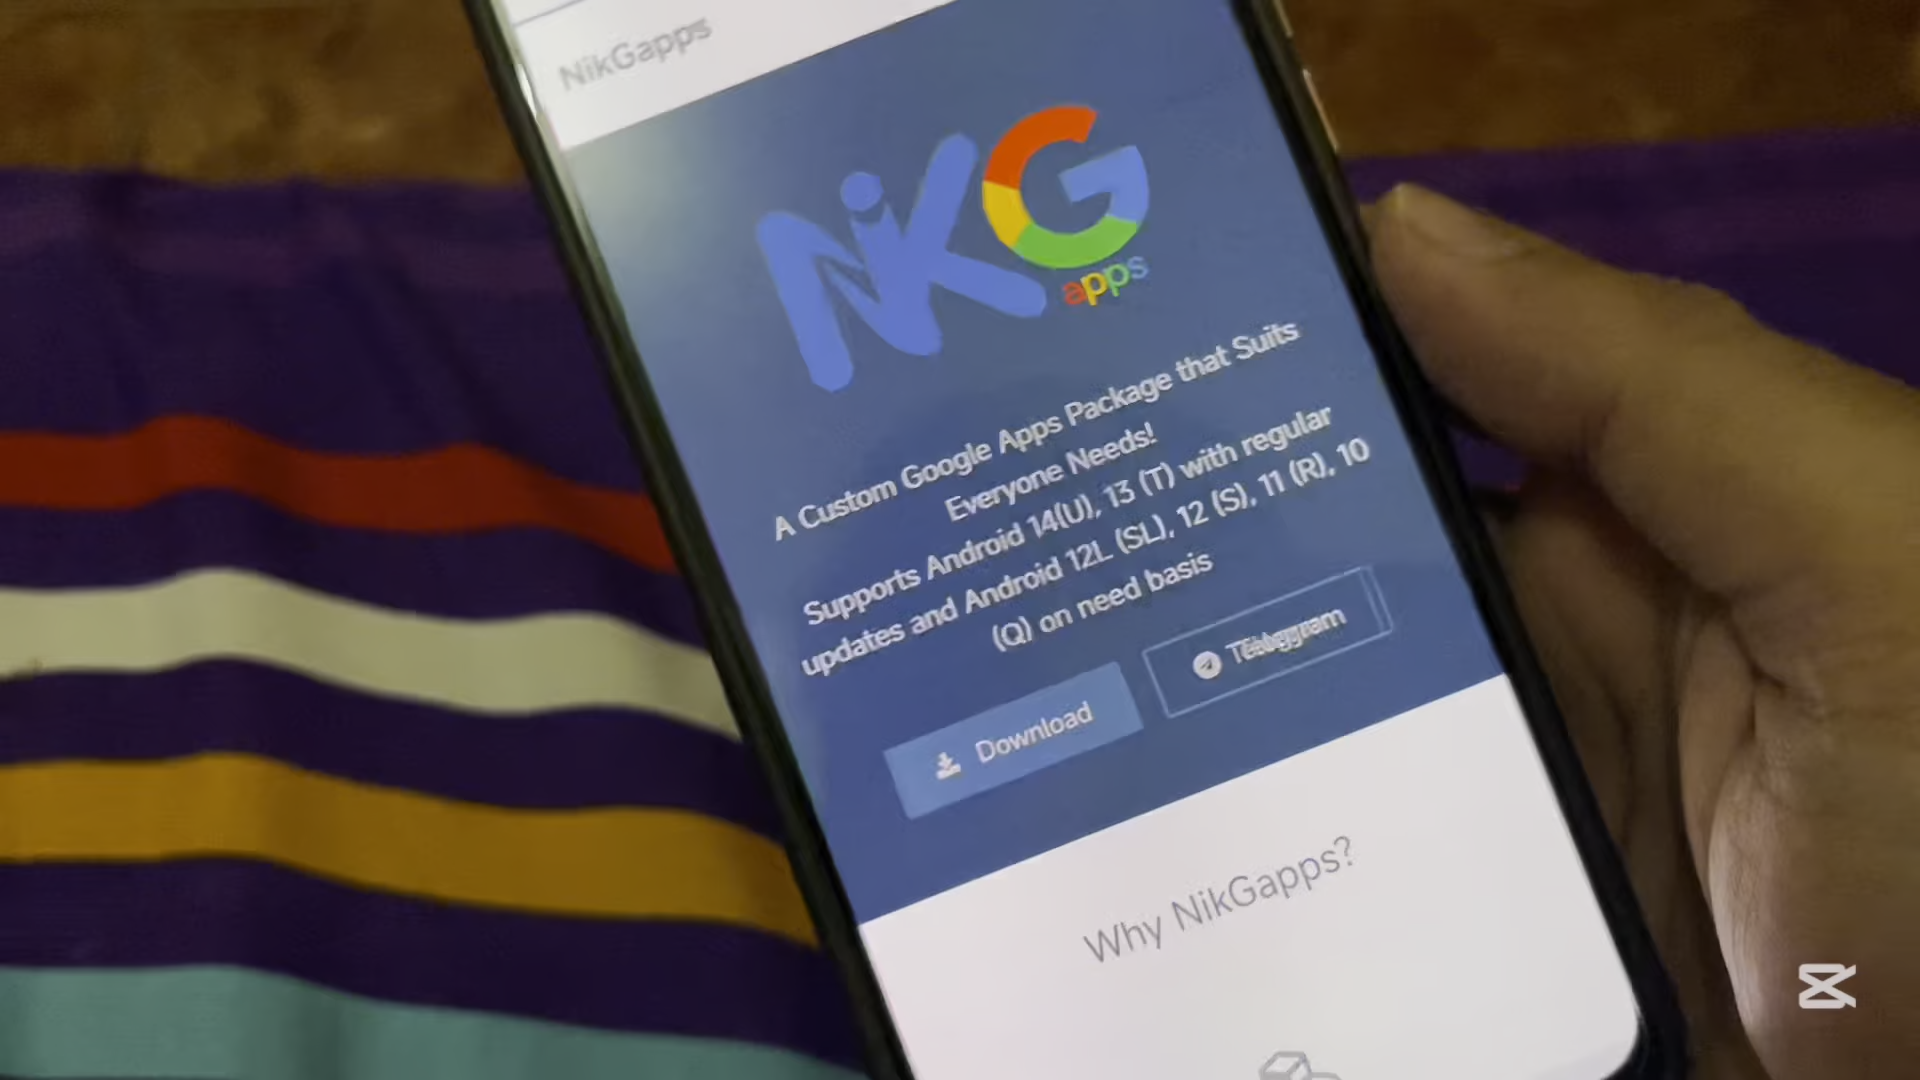 NikGapps
NiKG
apps
A Custom Google Apps Package that Suits
Everyone Needs!
Supports Android 14(U), 13 (T) with regular
updates and Android 12L (SL), 12 (S), 11 (R), 10
(Q) on need basis
Download
Why NikGapps?